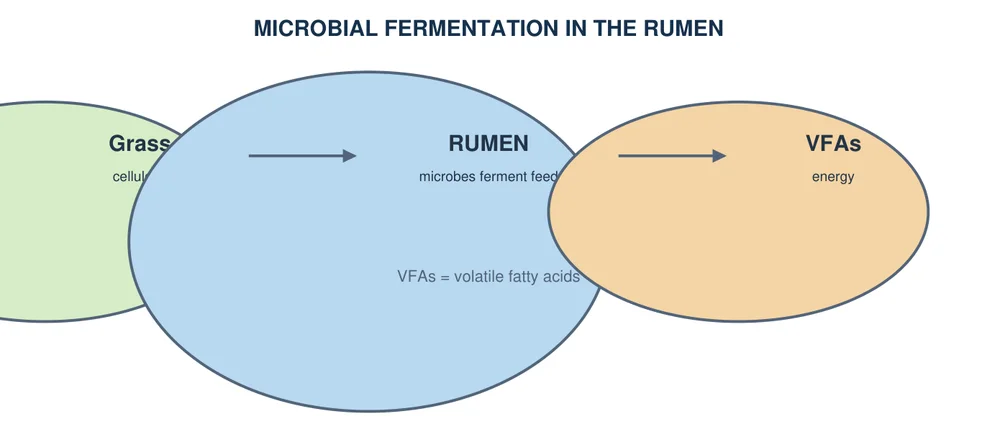 MICROBIAL FERMENTATION IN THE RUMEN
Grass
RUMEN
VFAs
microbes ferment feed
energy
VFAs = volatile fatty acids